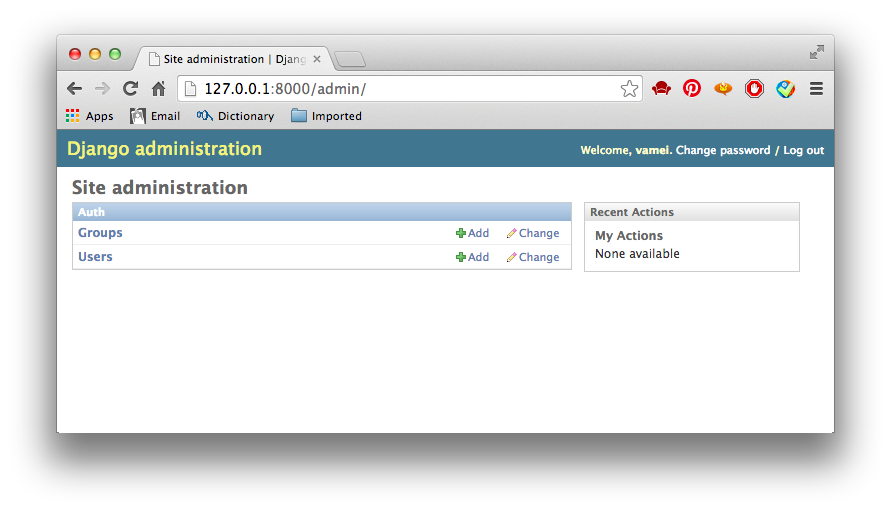 Site administration | Djang
127.0.0.1:8000/admin/
Apps Email Dictionary Imported
Django administration
Welcome, vamei. Change password / Log out
Site administration
Auth
Groups Add Change
Users Add Change
Recent Actions
My Actions
None available